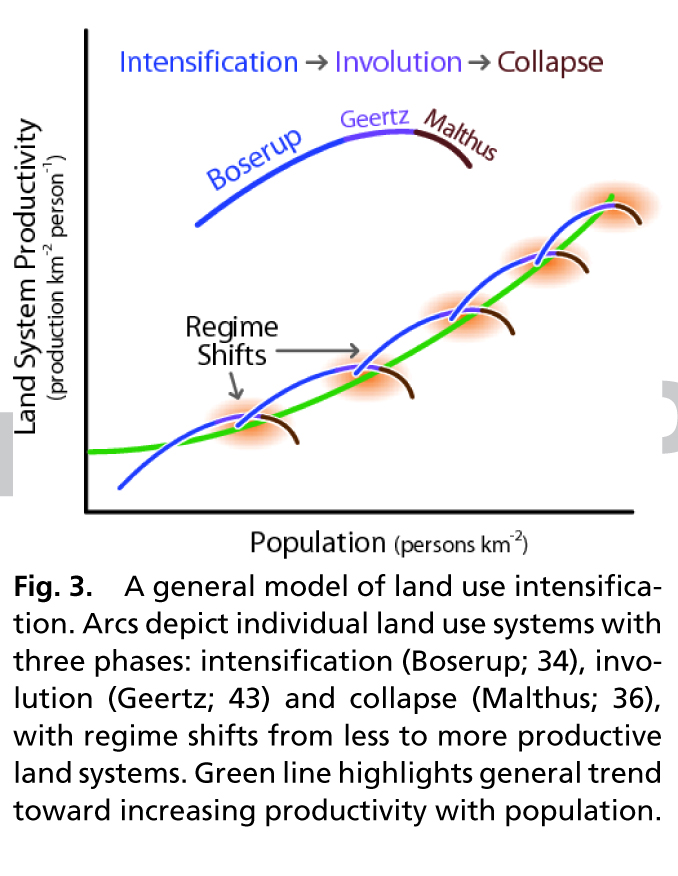 Intensification → Involution → Collapse
Boserup
Geertz
Malthus
Land System Productivity
(production km⁻² person⁻¹)
Regime
Shifts
Population (persons km⁻²)
Fig. 3. A general model of land use intensifica-
tion. Arcs depict individual land use systems with
three phases: intensification (Boserup; 34), invo-
lution (Geertz; 43) and collapse (Malthus; 36),
with regime shifts from less to more productive
land systems. Green line highlights general trend
toward increasing productivity with population.